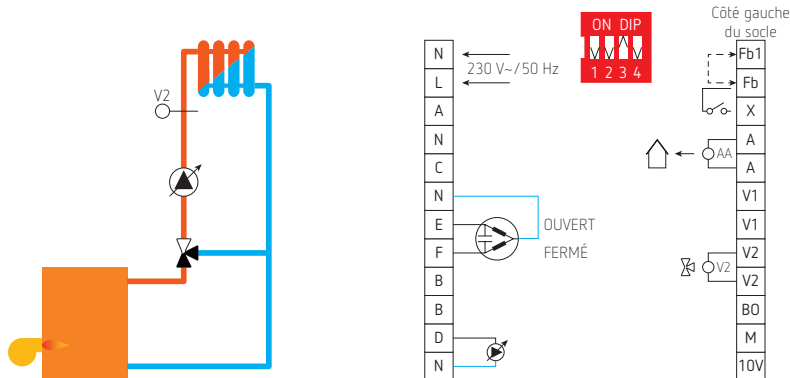 Côté gauche
du socle
ON DIP
1 2 3 4
230 V~/50 Hz
V2
N
L
A
N
C
N
E
F
B
B
D
N
OUVERT
FERMÉ
Fb1
Fb
X
A
A
V1
V1
V2
V2
BO
M
10V
AA
V2